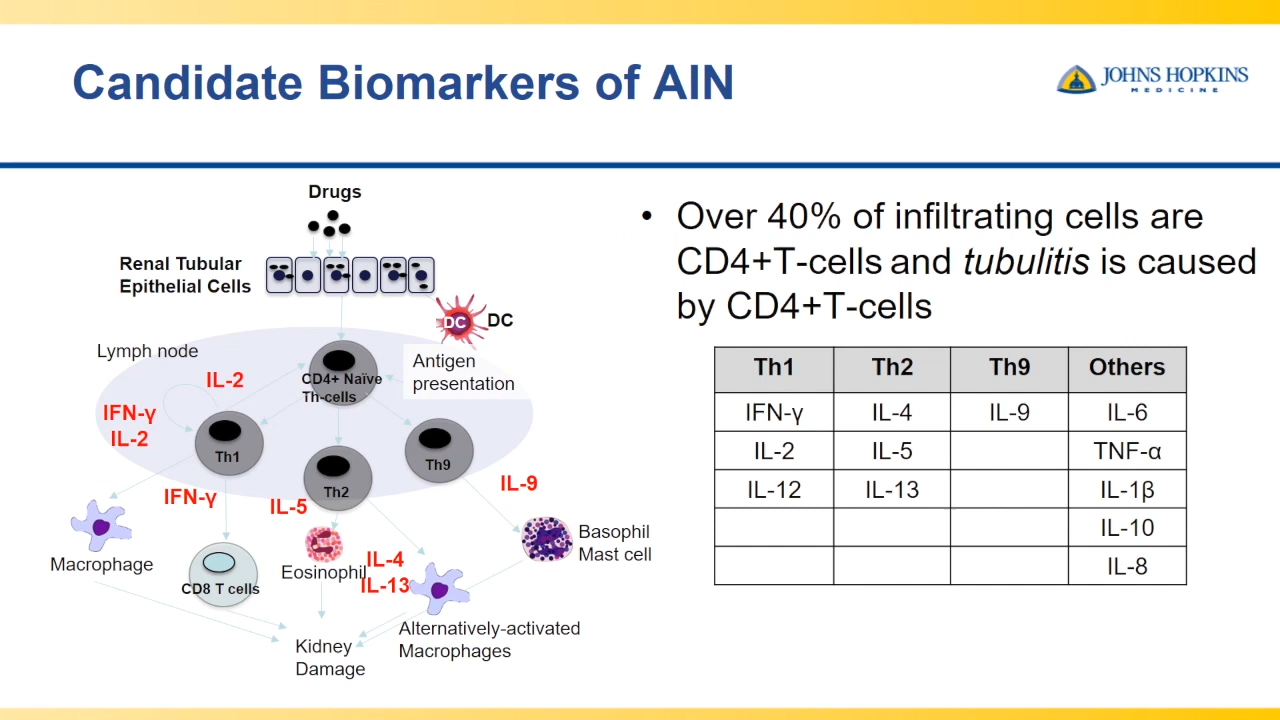 Candidate Biomarkers of AIN
JOHNS HOPKINS
MEDICINE
Drugs
Renal Tubular
Epithelial Cells
DC
DC
Lymph node
Antigen
presentation
IL-2
CD4+ Naïve
Th-cells
IFN-γ
IL-2
Th1
Th2
Th9
IFN-γ
IL-5
IL-9
Macrophage
CD8 T cells
Eosinophil
IL-4
IL-13
Basophil
Mast cell
Alternatively-activated
Macrophages
Kidney
Damage
• Over 40% of infiltrating cells are
CD4+T-cells and tubulitis is caused
by CD4+T-cells
Th1 Th2 Th9 Others
IFN-γ IL-4 IL-9 IL-6
IL-2 IL-5 TNF-α
IL-12 IL-13 IL-1β
IL-10
IL-8